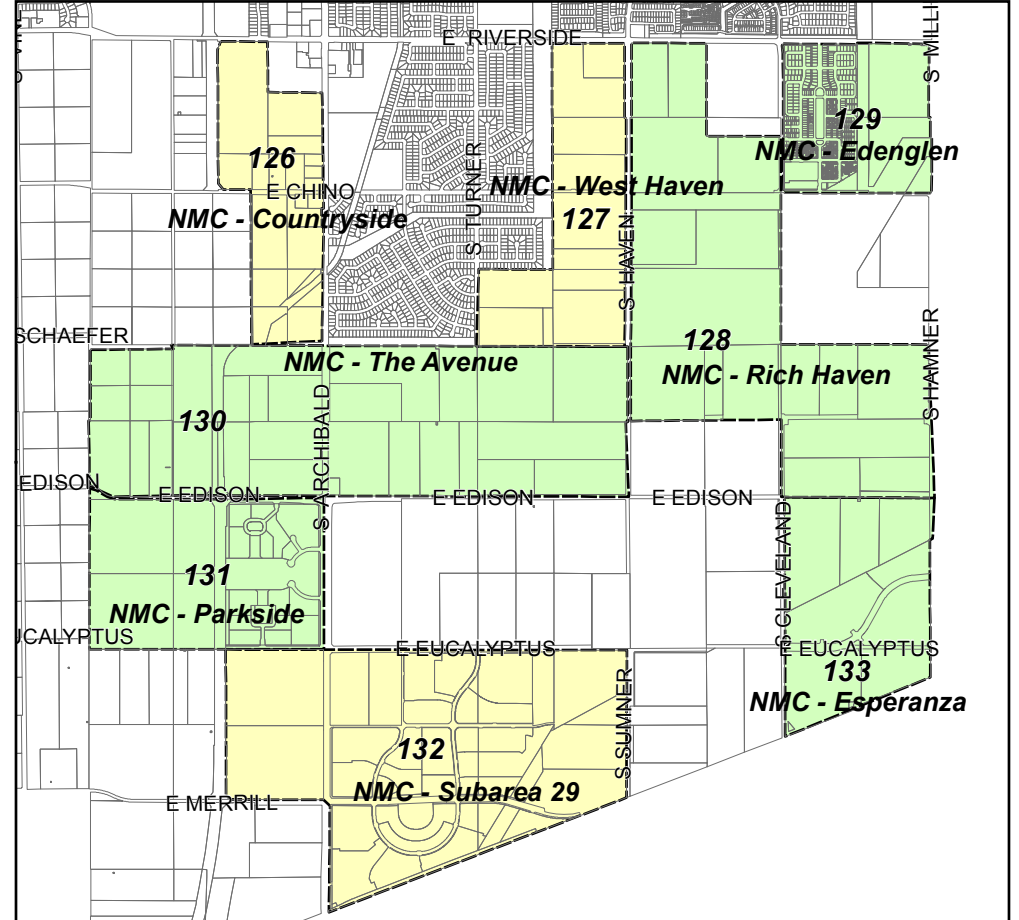 E RIVERSIDE
S VINE
S MILLI
129
NMC - Edenglen
126
E CHINO
NMC - Countryside
S TURNER
NMC - West Haven
127
S HAVEN
SCHAEFER
NMC - The Avenue
128
NMC - Rich Haven
S HAMNER
130
S ARCHIBALD
EDISON
E EDISON
E EDISON
E EDISON
131
NMC - Parkside
S CLEVELAND
UCALYPTUS
E EUCALYPTUS
E EUCALYPTUS
133
NMC - Esperanza
S SUMNER
132
NMC - Subarea 29
E MERRILL